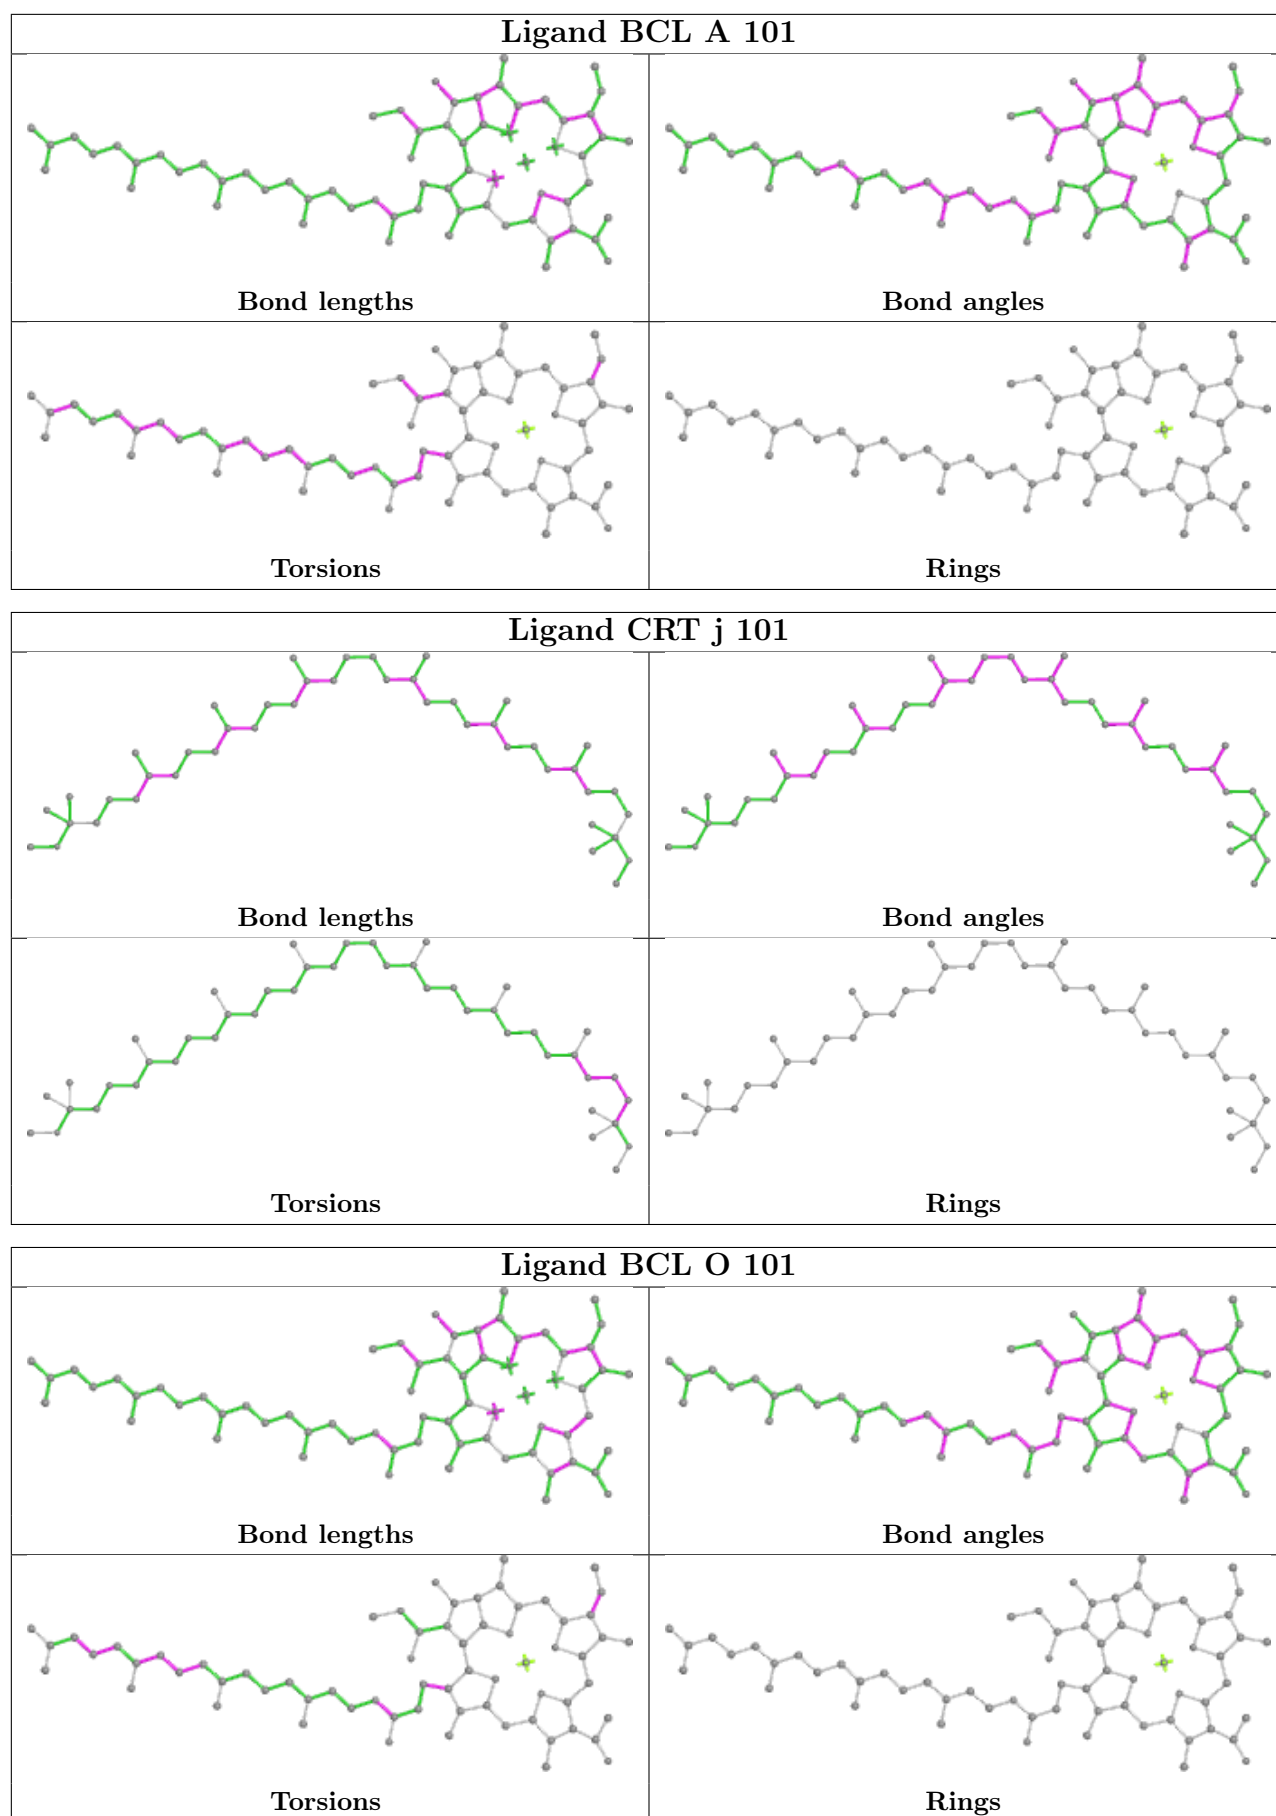 Ligand BCL A 101
Bond lengths
Bond angles
Torsions
Rings
Ligand CRT j 101
Bond lengths
Bond angles
Torsions
Rings
Ligand BCL O 101
Bond lengths
Bond angles
Torsions
Rings